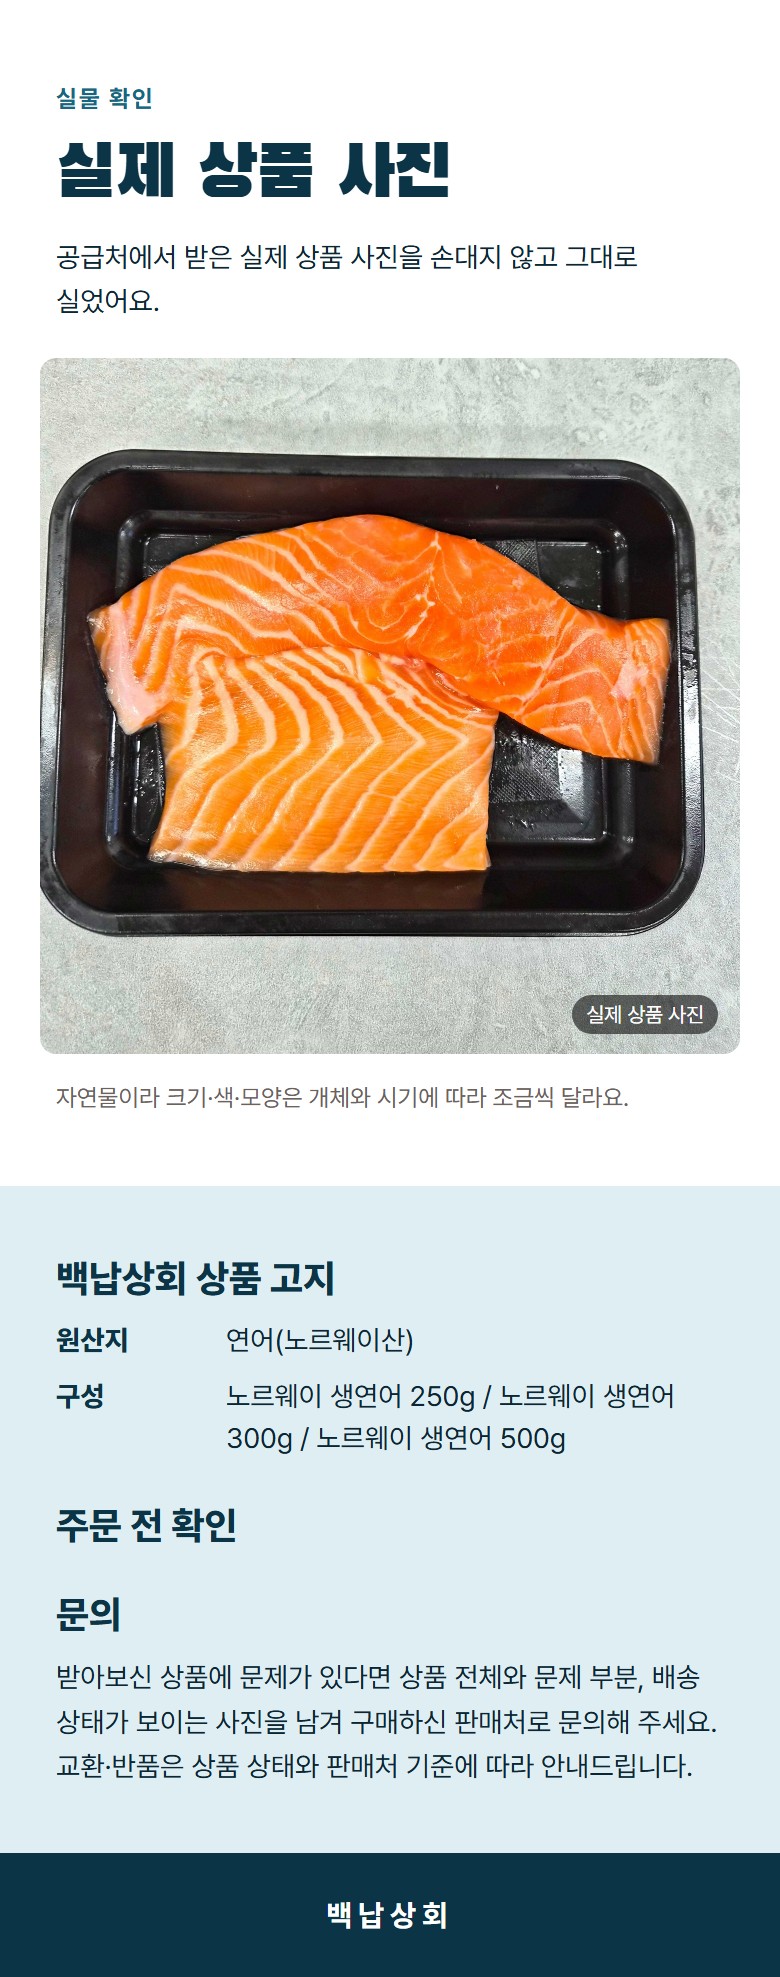 실물 확인
실제 상품 사진
공급처에서 받은 실제 상품 사진을 손대지 않고 그대로
실었어요.
실제 상품 사진
자연물이라 크기·색·모양은 개체와 시기에 따라 조금씩 달라요.
백납상회 상품 고지
원산지 연어(노르웨이산)
구성 노르웨이 생연어 250g / 노르웨이 생연어
300g / 노르웨이 생연어 500g
주문 전 확인
문의
받아보신 상품에 문제가 있다면 상품 전체와 문제 부분, 배송
상태가 보이는 사진을 남겨 구매하신 판매처로 문의해 주세요.
교환·반품은 상품 상태와 판매처 기준에 따라 안내드립니다.
백납상회